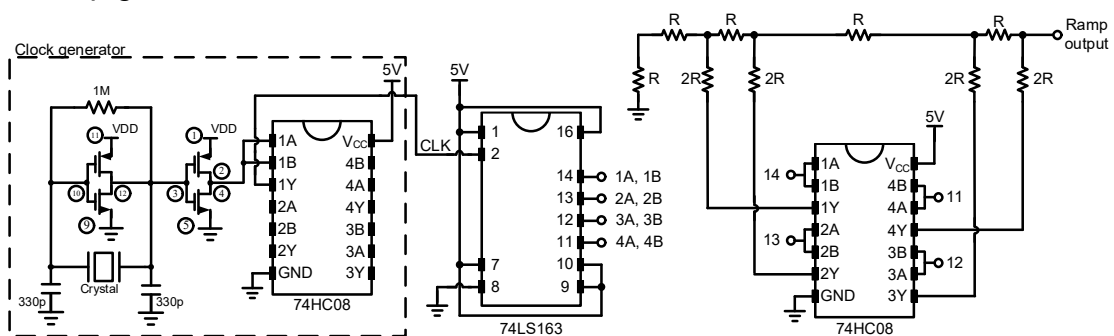 Clock generator
1M
11 VDD
10
12
9
Crystal
330p
330p
1 VDD
2
3
4
5
5V
1A
1B
1Y
2A
2B
2Y
GND
VCC
4B
4A
4Y
3B
3A
3Y
74HC08
CLK
5V
1
2
7
8
16
14
13
12
11
10
9
1A, 1B
2A, 2B
3A, 3B
4A, 4B
74LS163
R
R
R
R
Ramp
output
R
2R
2R
2R
2R
5V
14
13
1A
1B
1Y
2A
2B
2Y
GND
VCC
4B
4A
4Y
3B
3A
3Y
11
12
74HC08